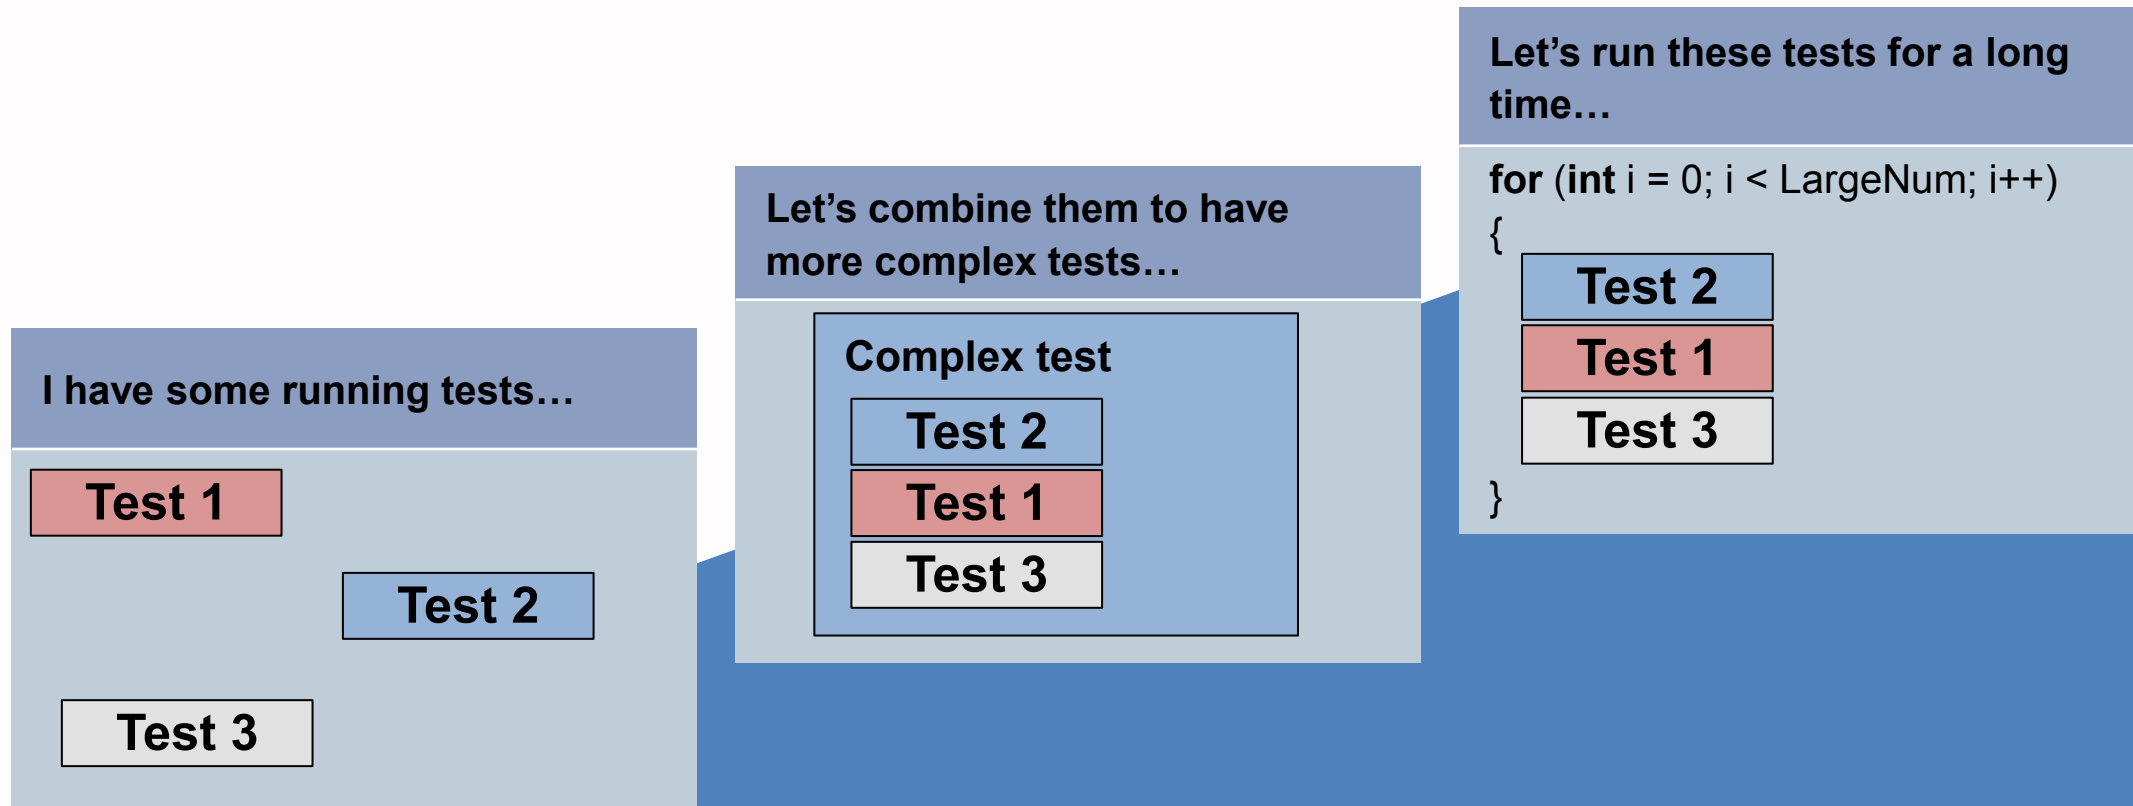 I have some running tests…
Test 1
Test 2
Test 3
Let’s combine them to have
more complex tests…
Complex test
Test 2
Test 1
Test 3
Let’s run these tests for a long
time…
for (int i = 0; i < LargeNum; i++)
{
Test 2
Test 1
Test 3
}